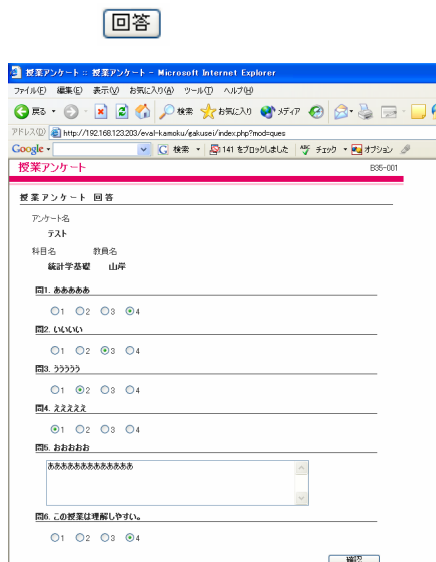 回答
授業アンケート :: 授業アンケート - Microsoft Internet Explorer
ファイル(F) 編集(E) 表示(V) お気に入り(A) ツール(T) ヘルプ(H)
戻る 検索 お気に入り メディア
アドレス(D) http://192.168.123.203/eval-kamoku/gakusei/index.php?mod=ques
Google 検索 141 をブロックしました チェック オプション
授業アンケート B35-001
授業アンケート 回答
アンケート名
テスト
科目名 教員名
統計学基礎 山岸
問1. あああああ
1 2 3 4
問2. いいいい
1 2 3 4
問3. ううううう
1 2 3 4
問4. えええええ
1 2 3 4
問5. おおおおお
あああああああああああああ
問6. この授業は理解しやすい。
1 2 3 4
確認